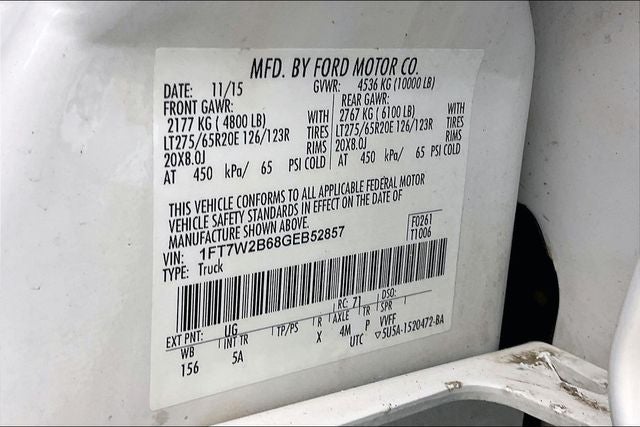 MFD. BY FORD MOTOR CO.
DATE: 11/15 GVWR: 4536 KG (10000 LB)
FRONT GAWR: REAR GAWR:
2177 KG ( 4800 LB) WITH 2767 KG ( 6100 LB) WITH
LT275/65R20E 126/123R TIRES LT275/65R20E 126/123R TIRES
20X8.0J RIMS 20X8.0J RIMS
AT 450 kPa/ 65 PSI COLD AT 450 kPa/ 65 PSI COLD
THIS VEHICLE CONFORMS TO ALL APPLICABLE FEDERAL MOTOR
VEHICLE SAFETY STANDARDS IN EFFECT ON THE DATE OF
MANUFACTURE SHOWN ABOVE.
VIN: 1FT7W2B68GEB52857 F0261
TYPE: Truck T1006
RC: 71 DSO:
EXT PNT: UG
WB INT TR TP/PS R AXLE TR SPR
156 5A X 4M P VVFF
UTC ▽5U5A-1520472-BA